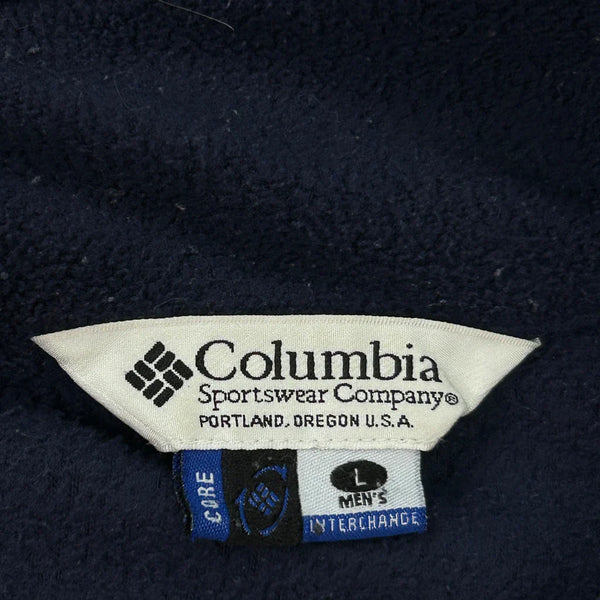 Columbia
Sportswear Company®
PORTLAND, OREGON U.S.A.
CORE
L
MEN'S
INTERCHANGE